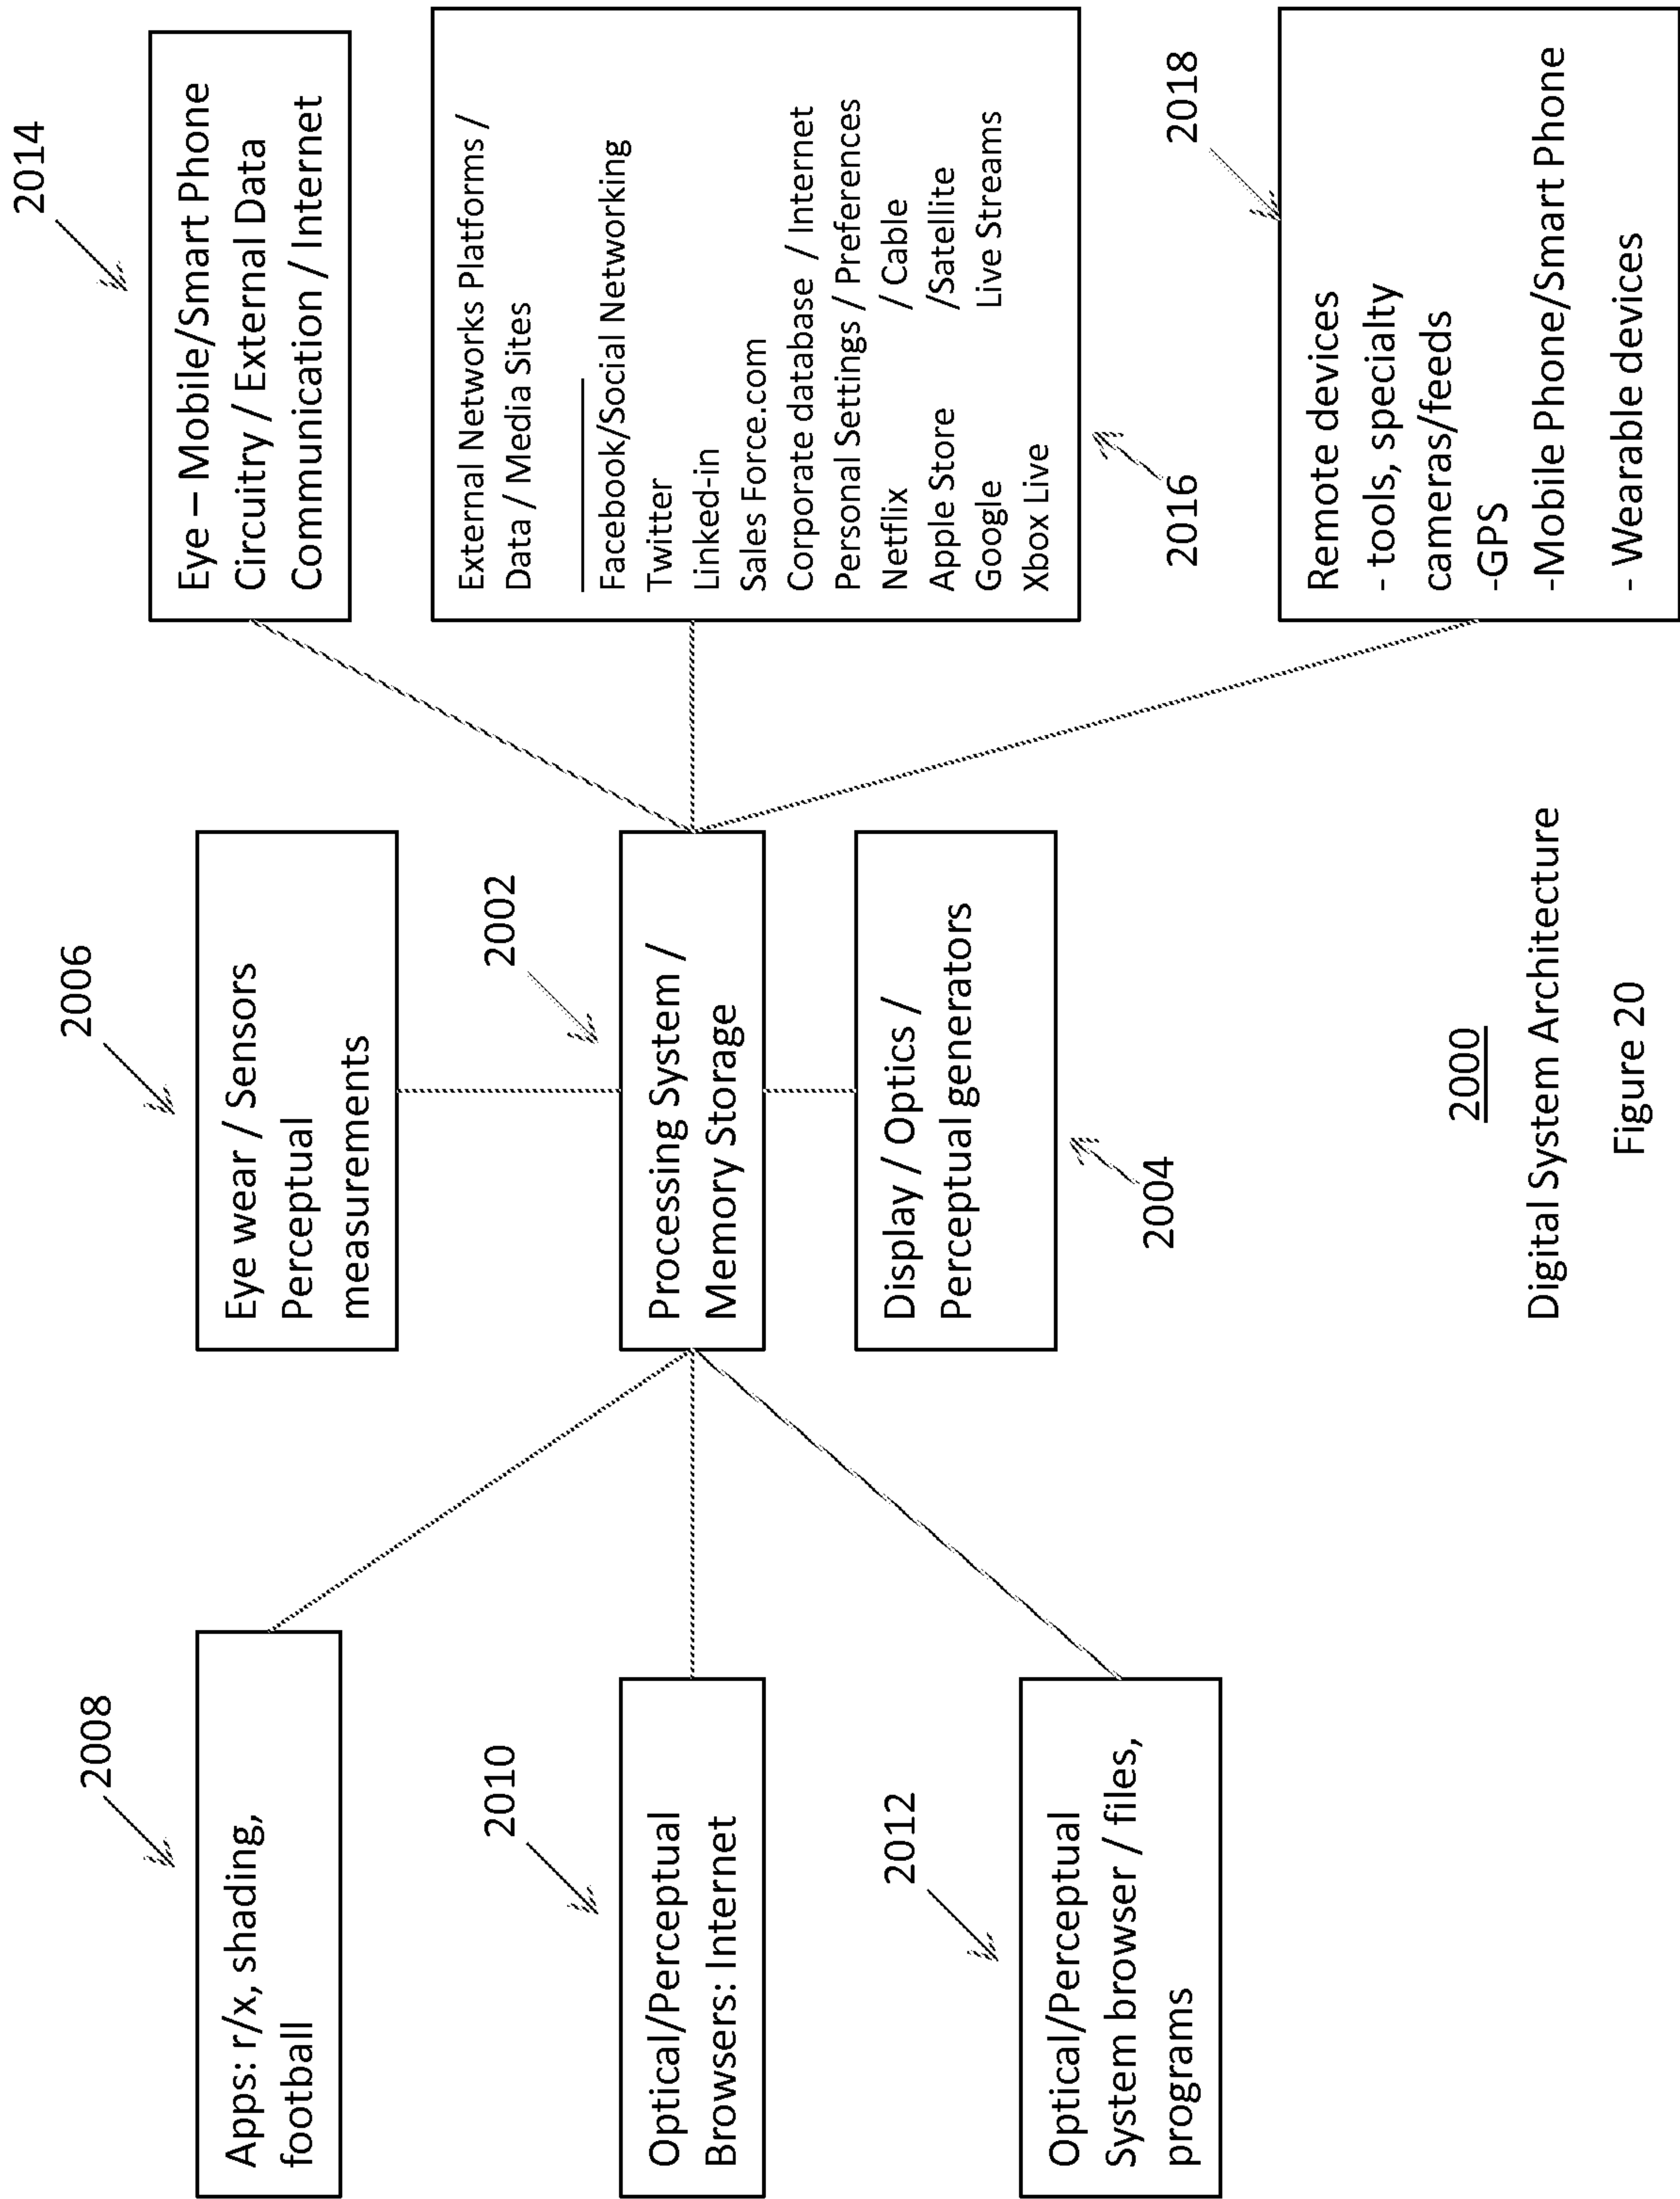 2008
Apps: r/x, shading,
football
2010
Optical/Perceptual
Browsers: Internet
2012
Optical/Perceptual
System browser / files,
programs
2006
Eye wear / Sensors
Perceptual
measurements
2002
Processing System /
Memory Storage
Display / Optics /
Perceptual generators
2004
2014
Eye – Mobile/Smart Phone
Circuitry / External Data
Communication / Internet
External Networks Platforms /
Data / Media Sites
Facebook/Social Networking
Twitter
Linked-in
Sales Force.com
Corporate database / Internet
Personal Settings / Preferences
Netflix / Cable
Apple Store /Satellite
Google Live Streams
Xbox Live
2016
2018
Remote devices
- tools, specialty
cameras/feeds
-GPS
-Mobile Phone/Smart Phone
- Wearable devices
2000
Digital System Architecture
Figure 20